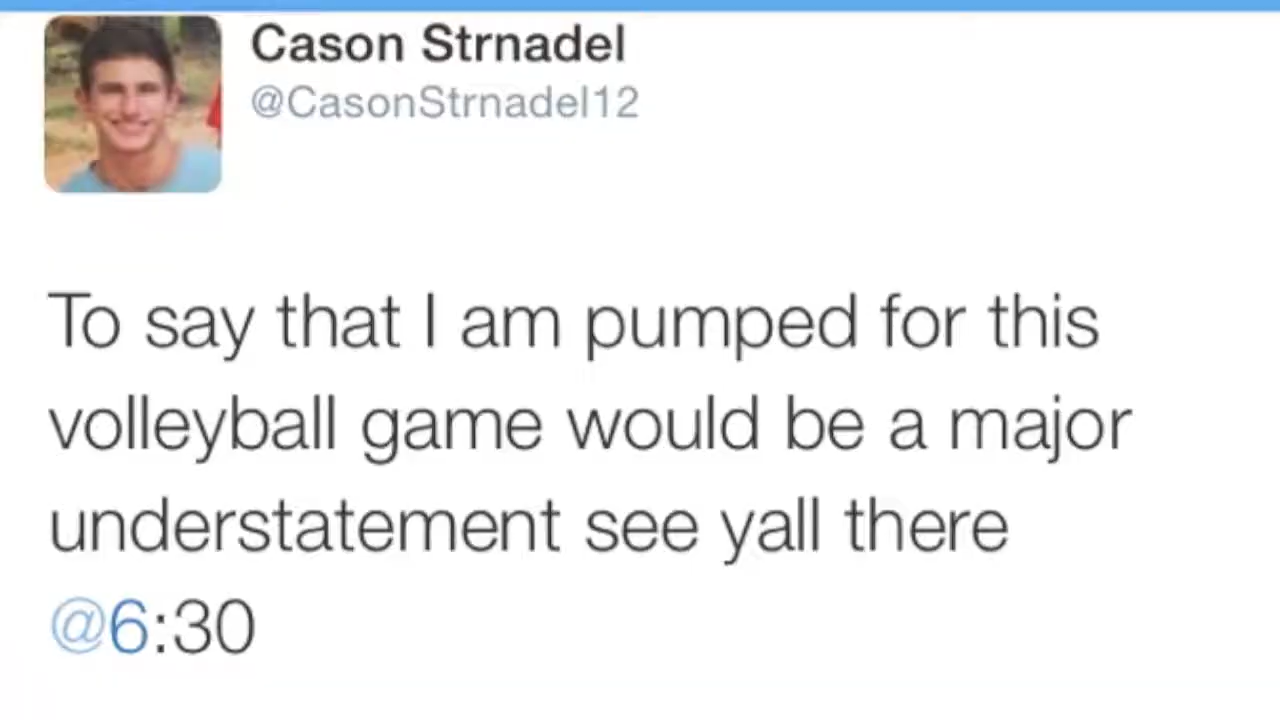 Cason Strnadel
@CasonStrnadel12
To say that I am pumped for this
volleyball game would be a major
understatement see yall there
@6:30